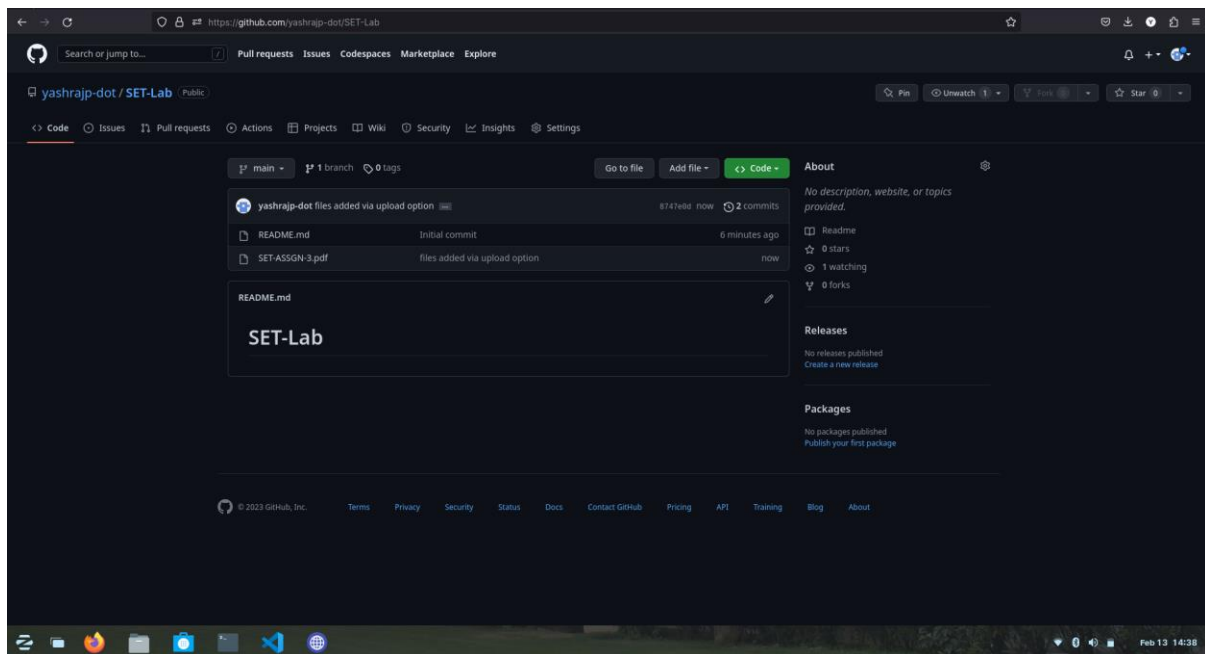 https://github.com/yashrajp-dot/SET-Lab
Search or jump to... / Pull requests Issues Codespaces Marketplace Explore
yashrajp-dot / SET-Lab Public
Pin Unwatch 1 Fork Star 0
Code Issues Pull requests Actions Projects Wiki Security Insights Settings
main 1 branch 0 tags Go to file Add file Code
yashrajp-dot files added via upload option ... 8747e0d now 2 commits
README.md Initial commit 6 minutes ago
SET-ASSGN-3.pdf files added via upload option now
README.md
SET-Lab
About
No description, website, or topics
provided.
Readme
0 stars
1 watching
0 forks
Releases
No releases published
Create a new release
Packages
No packages published
Publish your first package
© 2023 GitHub, Inc. Terms Privacy Security Status Docs Contact GitHub Pricing API Training Blog About
Feb 13 14:38